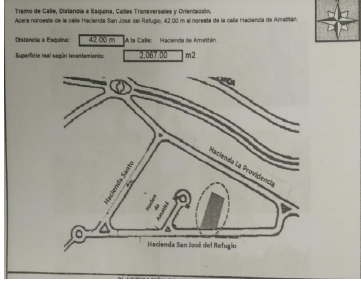 Tramo de Calle, Distancia a Esquina, Calles Transversales y Orientación.
Acera noroeste de la calle Hacienda San José del Refugio, 42.00 m al noreste de la calle Hacienda de Amatitán.
Distancia a Esquina: 42.00 m A la Calle: Hacienda de Amatitán.
Superficie real según levantamiento: 2,067.00 m2
Hacienda La Providencia
Hacienda Santo
de
Hacienda San José del Refugio